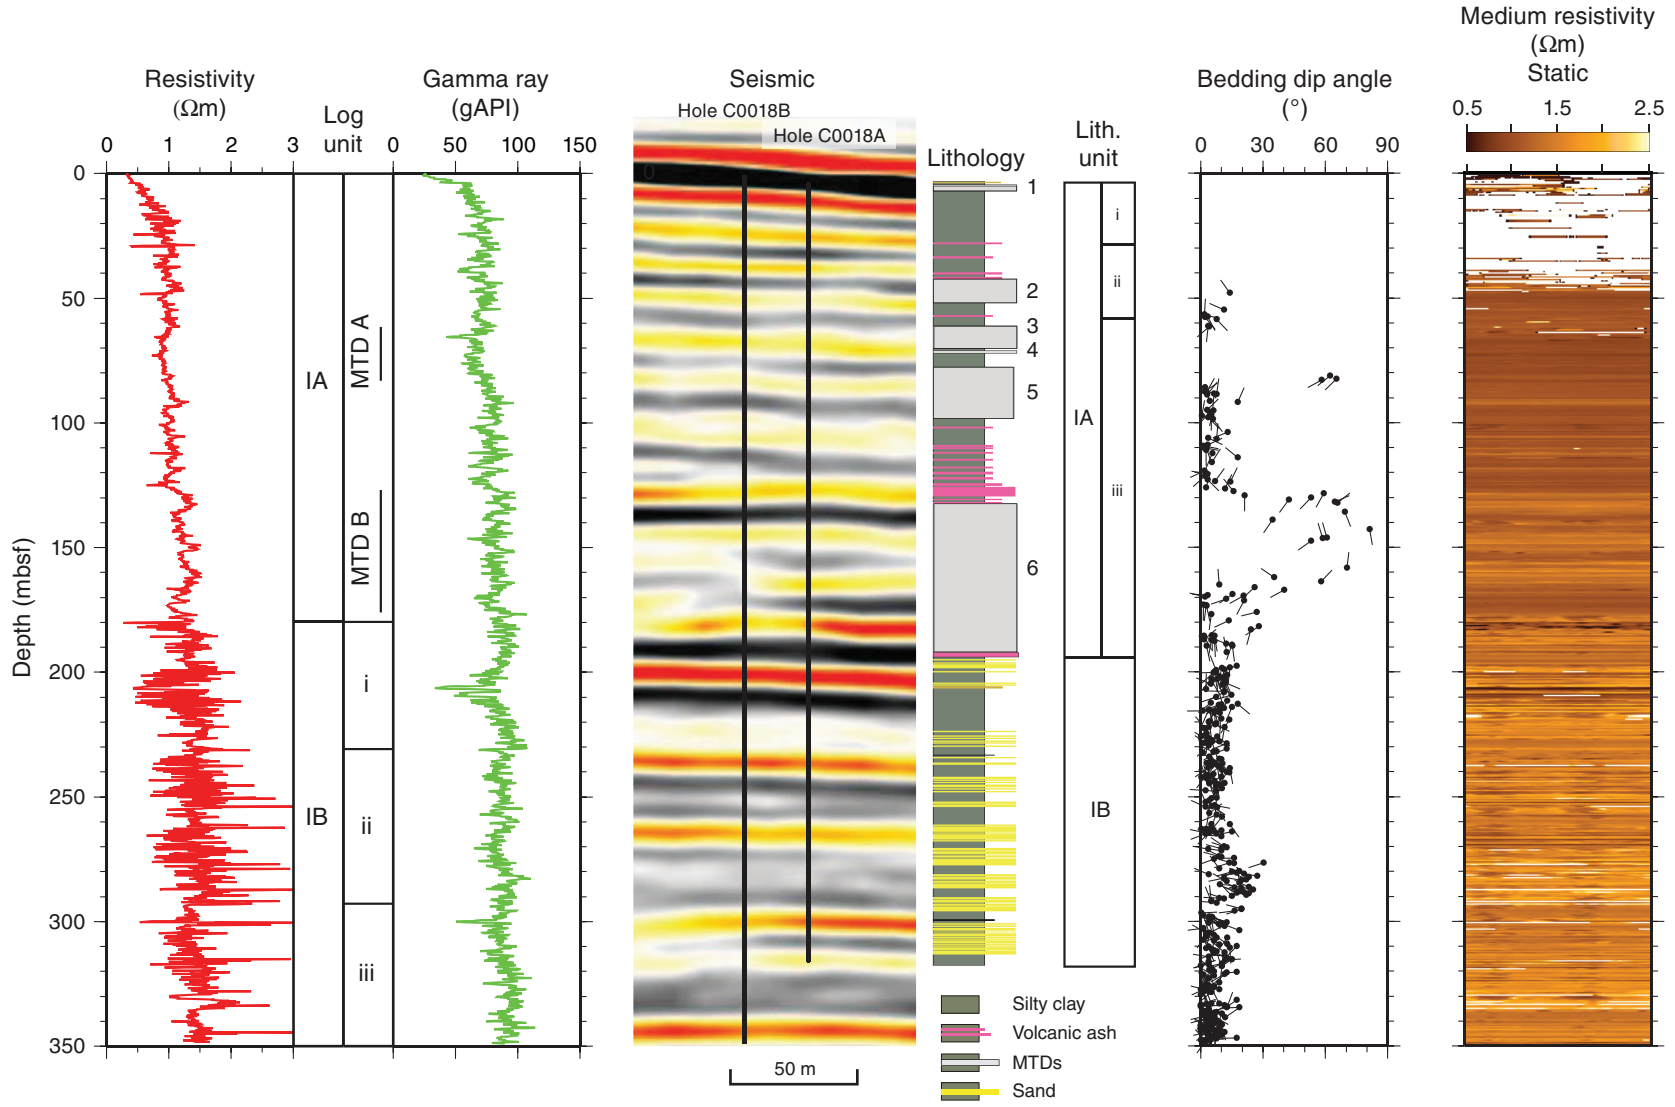 Medium resistivity
(Ωm)
Static
Resistivity
(Ωm)
Gamma ray
(gAPI)
Seismic
Bedding dip angle
(°)
Hole C0018B
Hole C0018A
Log
unit
Lith.
unit
Lithology
0.5 1.5 2.5
0 1 2 3
0 50 100 150
0 30 60 90
Depth (mbsf)
0
50
100
150
200
250
300
350
IA
IB
MTD A
MTD B
i
ii
iii
0
1
2
3
4
5
6
IA
IB
i
ii
iii
50 m
Silty clay
Volcanic ash
MTDs
Sand